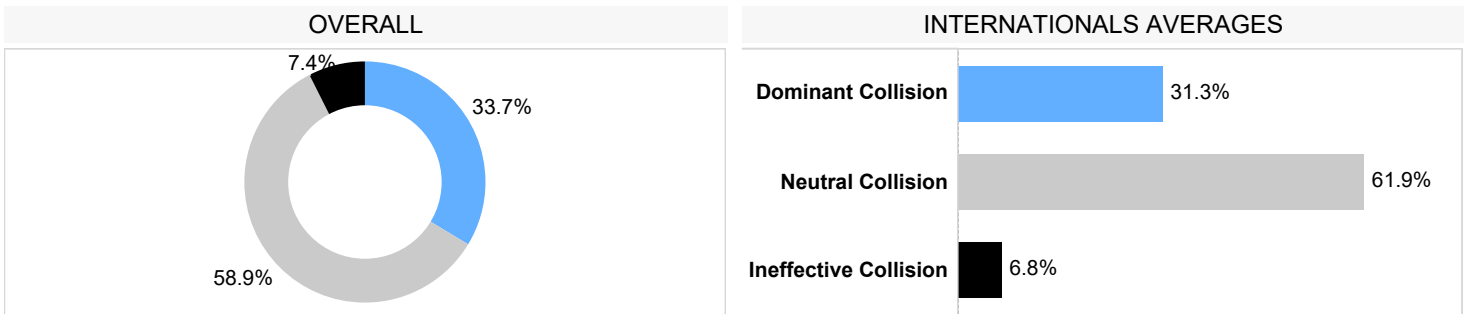 OVERALL
7.4%
33.7%
58.9%
INTERNATIONALS AVERAGES
Dominant Collision 31.3%
Neutral Collision 61.9%
Ineffective Collision 6.8%